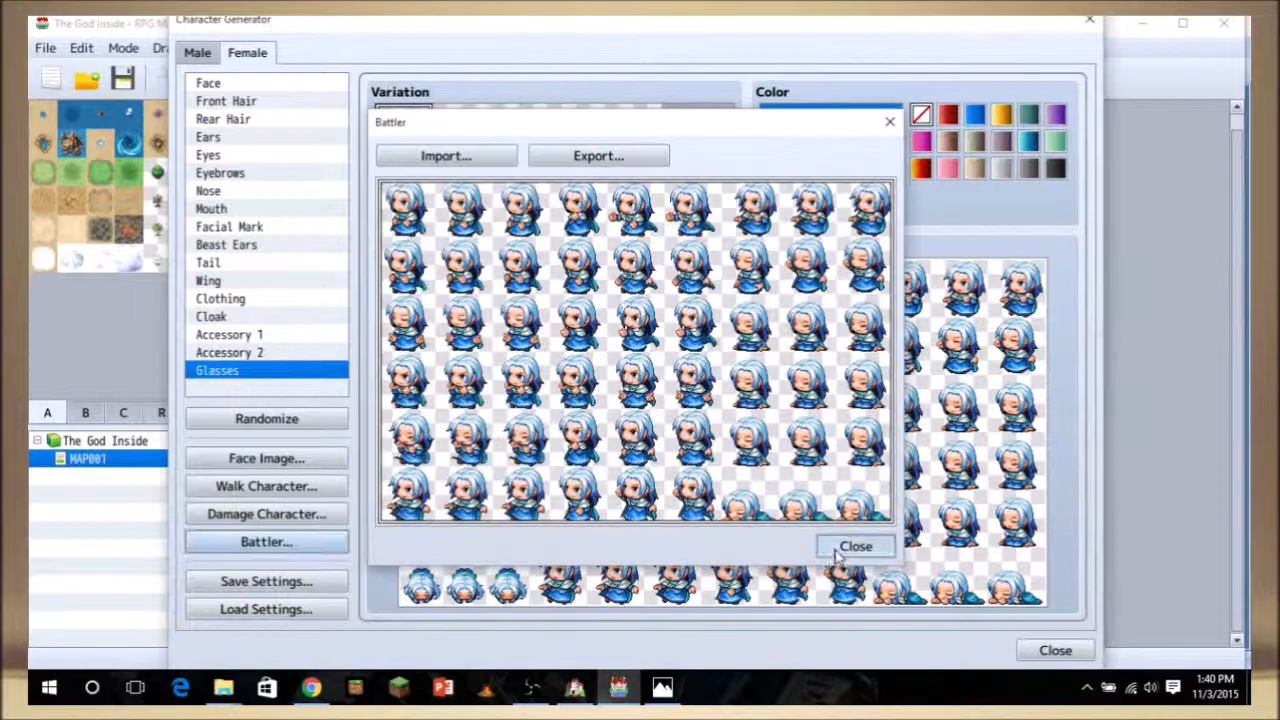 The God Inside - RPG M
Character Generator
File Edit Mode
Male Female
Face
Front Hair
Rear Hair
Ears
Eyes
Eyebrows
Nose
Mouth
Facial Mark
Beast Ears
Tail
Wing
Clothing
Cloak
Accessory 1
Accessory 2
Glasses
Randomize
Face Image...
Walk Character...
Damage Character...
Battler...
Save Settings...
Load Settings...
Variation
Color
Battler
Import... Export...
Close
Close
A B C R
The God Inside
MAP001
1:40 PM
11/3/2015